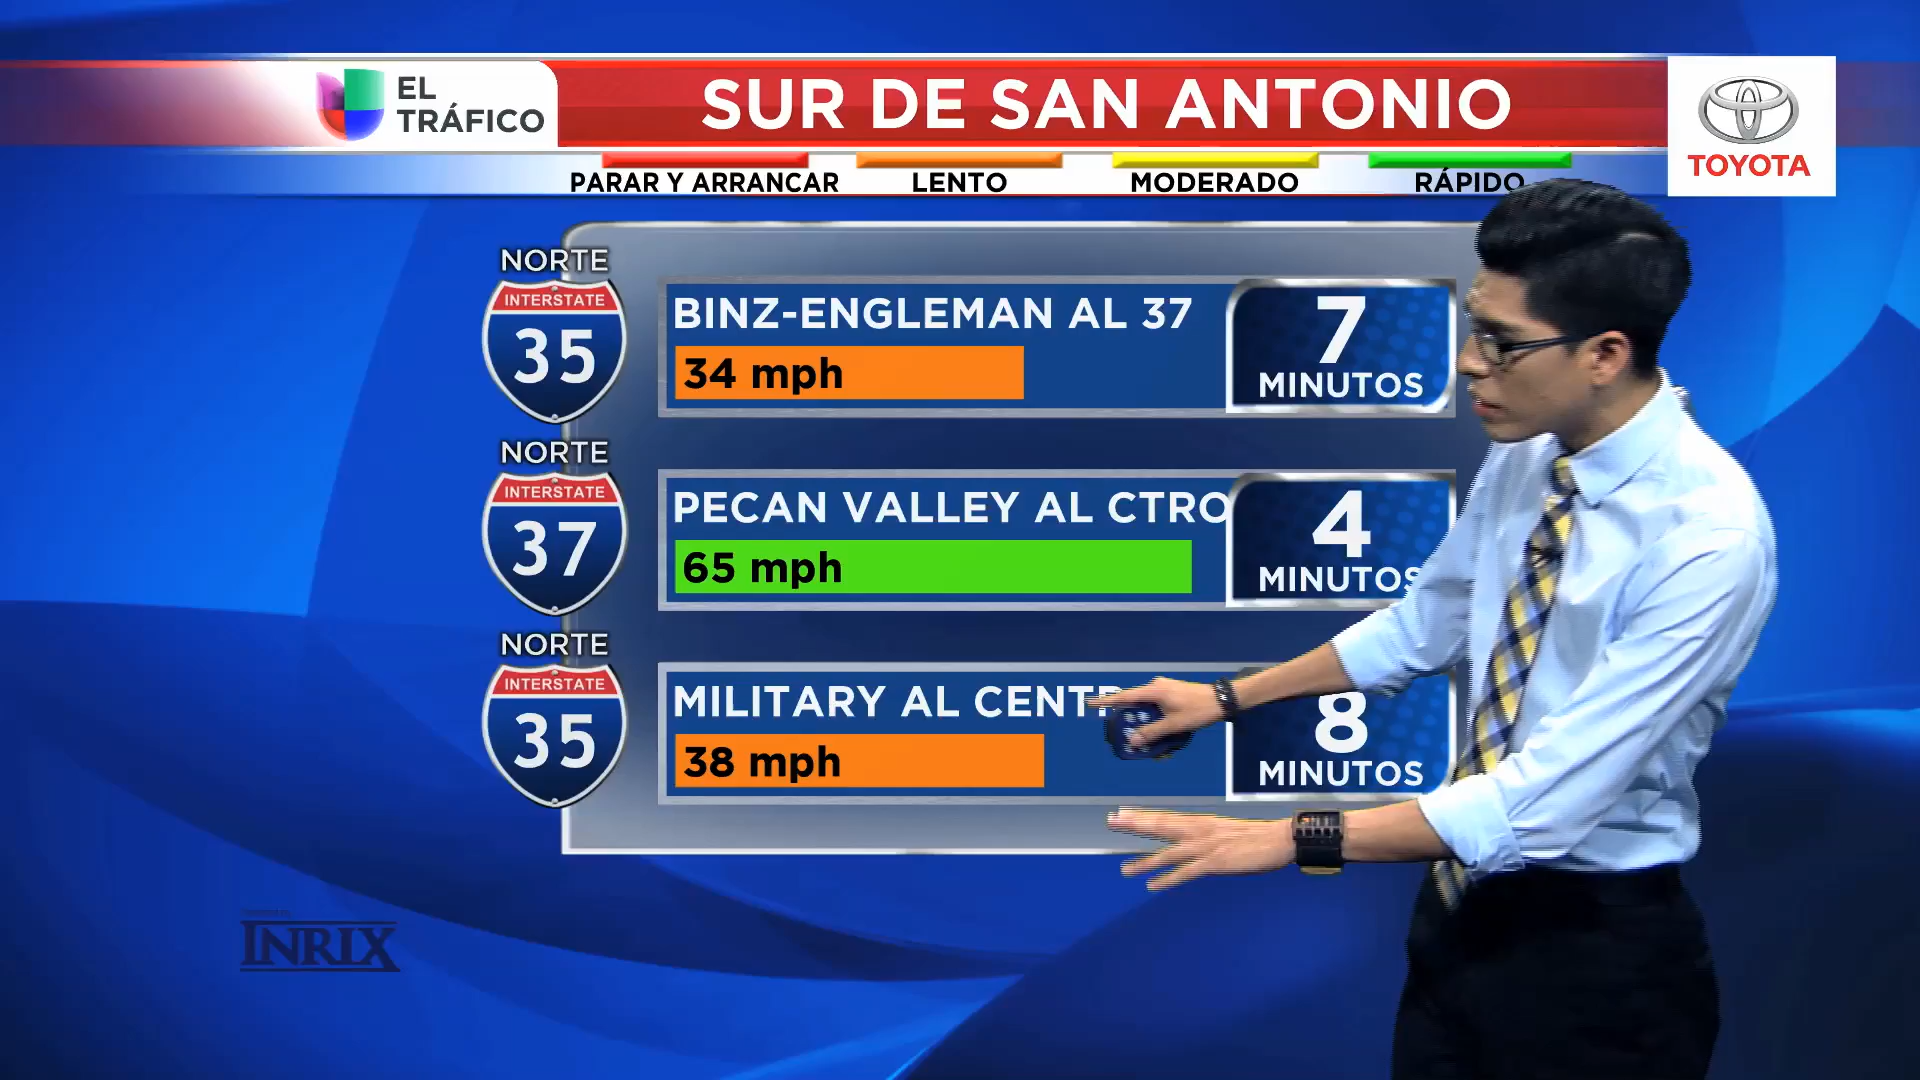 EL
TRÁFICO
SUR DE SAN ANTONIO
TOYOTA
PARAR Y ARRANCAR
LENTO
MODERADO
RÁPIDO
NORTE
INTERSTATE
35
BINZ-ENGLEMAN AL 37
34 mph
7
MINUTOS
NORTE
INTERSTATE
37
PECAN VALLEY AL CTRO
65 mph
4
MINUTOS
NORTE
INTERSTATE
35
MILITARY AL
38 mph
8
MINUTOS
INRIX